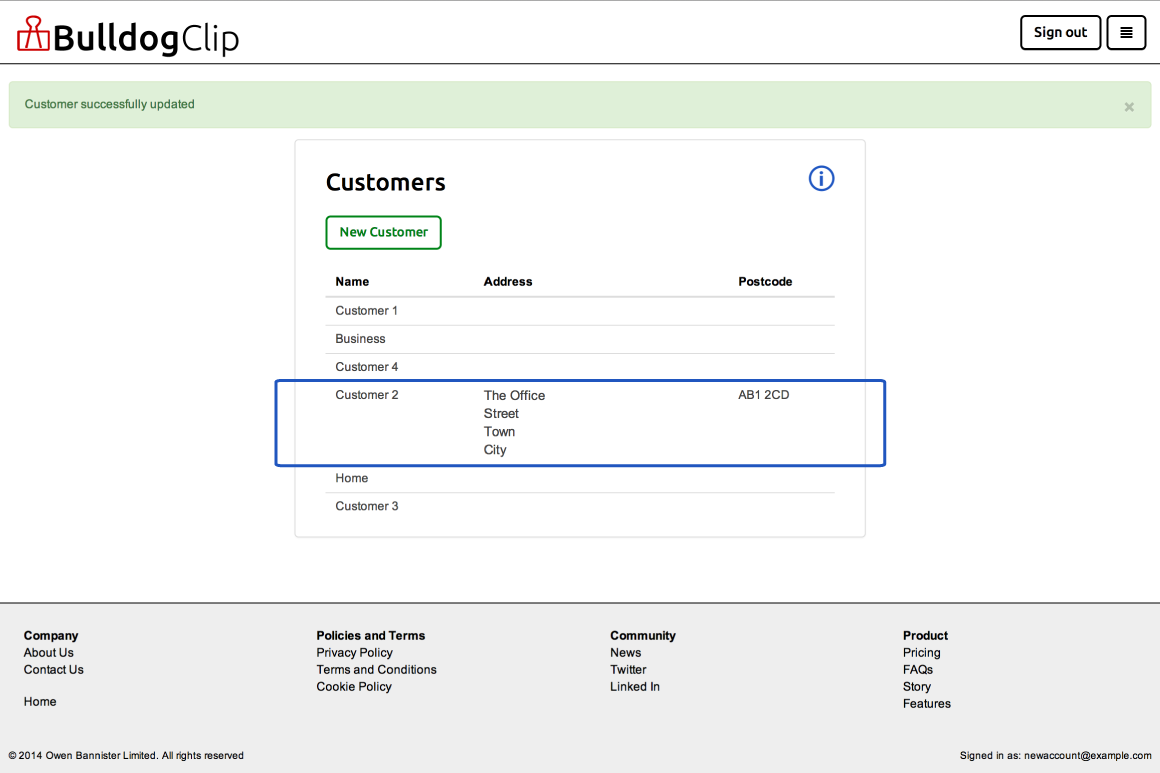 BulldogClip
Sign out
Customer successfully updated
×
Customers
i
New Customer
Name Address Postcode
Customer 1
Business
Customer 4
Customer 2 The Office AB1 2CD
Street
Town
City
Home
Customer 3
Company Policies and Terms Community Product
About Us Privacy Policy News Pricing
Contact Us Terms and Conditions Twitter FAQs
Cookie Policy Linked In Story
Home Features
© 2014 Owen Bannister Limited. All rights reserved Signed in as: newaccount@example.com